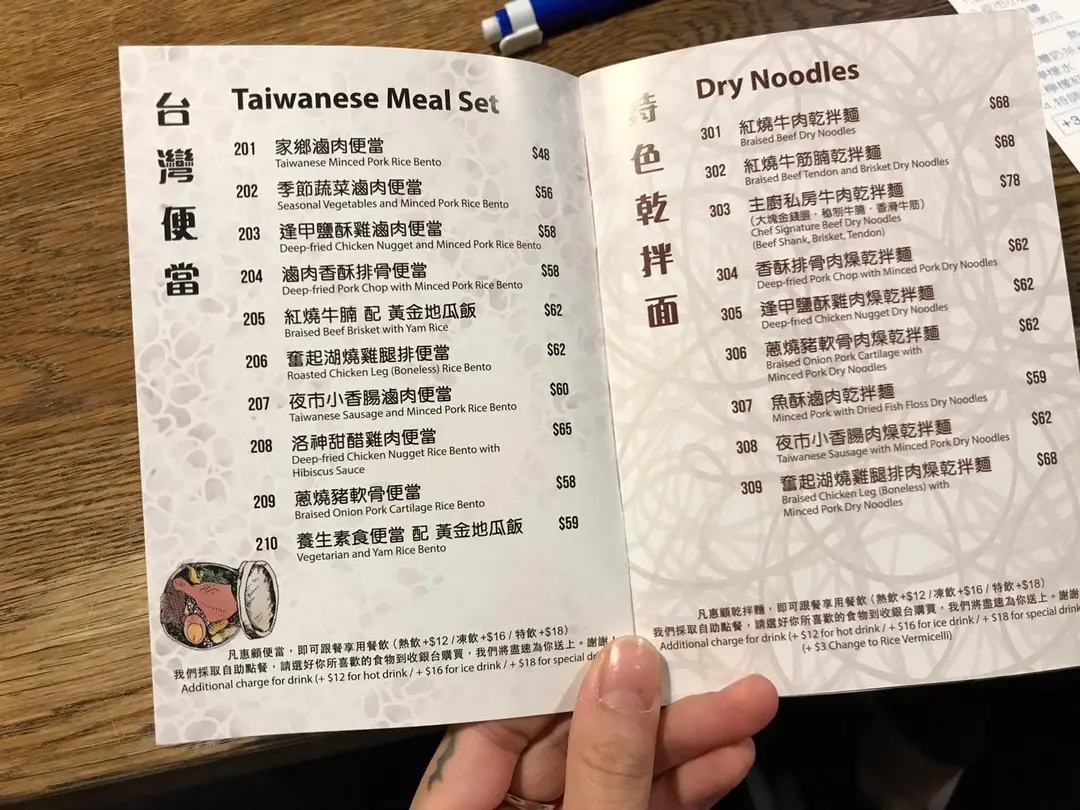 台灣便當
Taiwanese Meal Set
201 家鄉滷肉便當 $48
Taiwanese Minced Pork Rice Bento
202 季節蔬菜滷肉便當 $56
Seasonal Vegetables and Minced Pork Rice Bento
203 逢甲鹽酥雞滷肉便當 $58
Deep-fried Chicken Nugget and Minced Pork Rice Bento
204 滷肉香酥排骨便當 $58
Deep-fried Pork Chop with Minced Pork Rice Bento
205 紅燒牛腩 配 黃金地瓜飯 $62
Braised Beef Brisket with Yam Rice
206 奮起湖燒雞腿排便當 $62
Roasted Chicken Leg (Boneless) Rice Bento
207 夜市小香腸滷肉便當 $60
Taiwanese Sausage and Minced Pork Rice Bento
208 洛神甜醋雞肉便當 $65
Deep-fried Chicken Nugget Rice Bento with
Hibiscus Sauce
209 蔥燒豬軟骨便當 $58
Braised Onion Pork Cartilage Rice Bento
210 養生素食便當 配 黃金地瓜飯 $59
Vegetarian and Yam Rice Bento
凡惠顧便當，即可跟餐享用餐飲（熱飲+$12 / 凍飲+$16 / 特飲+$18）
我們採取自助點餐，請選好你所喜歡的食物到收銀台購買，我們將盡速為你送上。謝謝！
Additional charge for drink (+ $12 for hot drink / + $16 for ice drink / + $18 for special
特色乾拌面
Dry Noodles
301 紅燒牛肉乾拌麵 $68
Braised Beef Dry Noodles
302 紅燒牛筋腩乾拌麵 $68
Braised Beef Tendon and Brisket Dry Noodles
303 主廚私房牛肉乾拌麵 $78
（大塊金錢𦟌．秘制牛腩．香滑牛筋）
Chef Signature Beef Dry Noodles
(Beef Shank, Brisket, Tendon)
304 香酥排骨肉燥乾拌麵 $62
Deep-fried Pork Chop with Minced Pork Dry Noodles
305 逢甲鹽酥雞肉燥乾拌麵 $62
Deep-fried Chicken Nugget Dry Noodles
306 蔥燒豬軟骨肉燥乾拌麵 $62
Braised Onion Pork Cartilage with
Minced Pork Dry Noodles
307 魚酥滷肉乾拌麵 $59
Minced Pork with Dried Fish Floss Dry Noodles
308 夜市小香腸肉燥乾拌麵 $62
Taiwanese Sausage with Minced Pork Dry Noodles
309 奮起湖燒雞腿排肉燥乾拌麵 $68
Braised Chicken Leg (Boneless) with
Minced Pork Dry Noodles
凡惠顧乾拌麵，即可跟餐享用餐飲（熱飲+$12 / 凍飲+$16 / 特飲+$18）
我們採取自助點餐，請選好你所喜歡的食物到收銀台購買，我們將盡速為你送上。謝謝
Additional charge for drink (+ $12 for hot drink / + $16 for ice drink / + $18 for special drink
(+ $3 Change to Rice Vermicelli)